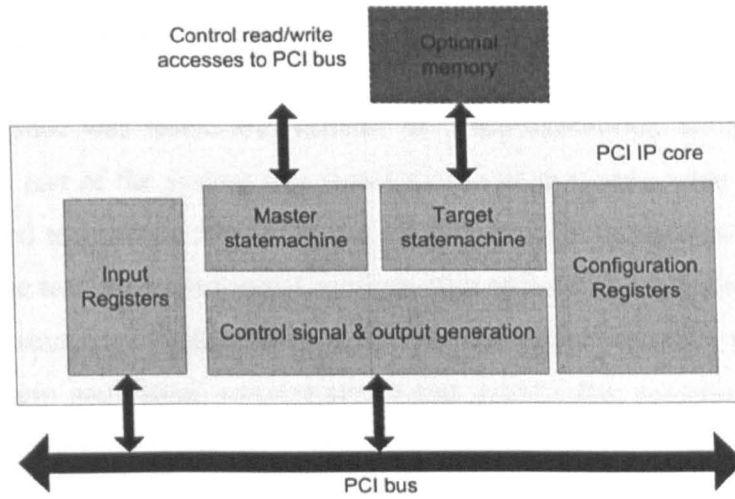 Control read/write
accesses to PCI bus
Optional
memory
PCI IP core
Input
Registers
Master
statemachine
Target
statemachine
Configuration
Registers
Control signal & output generation
PCI bus